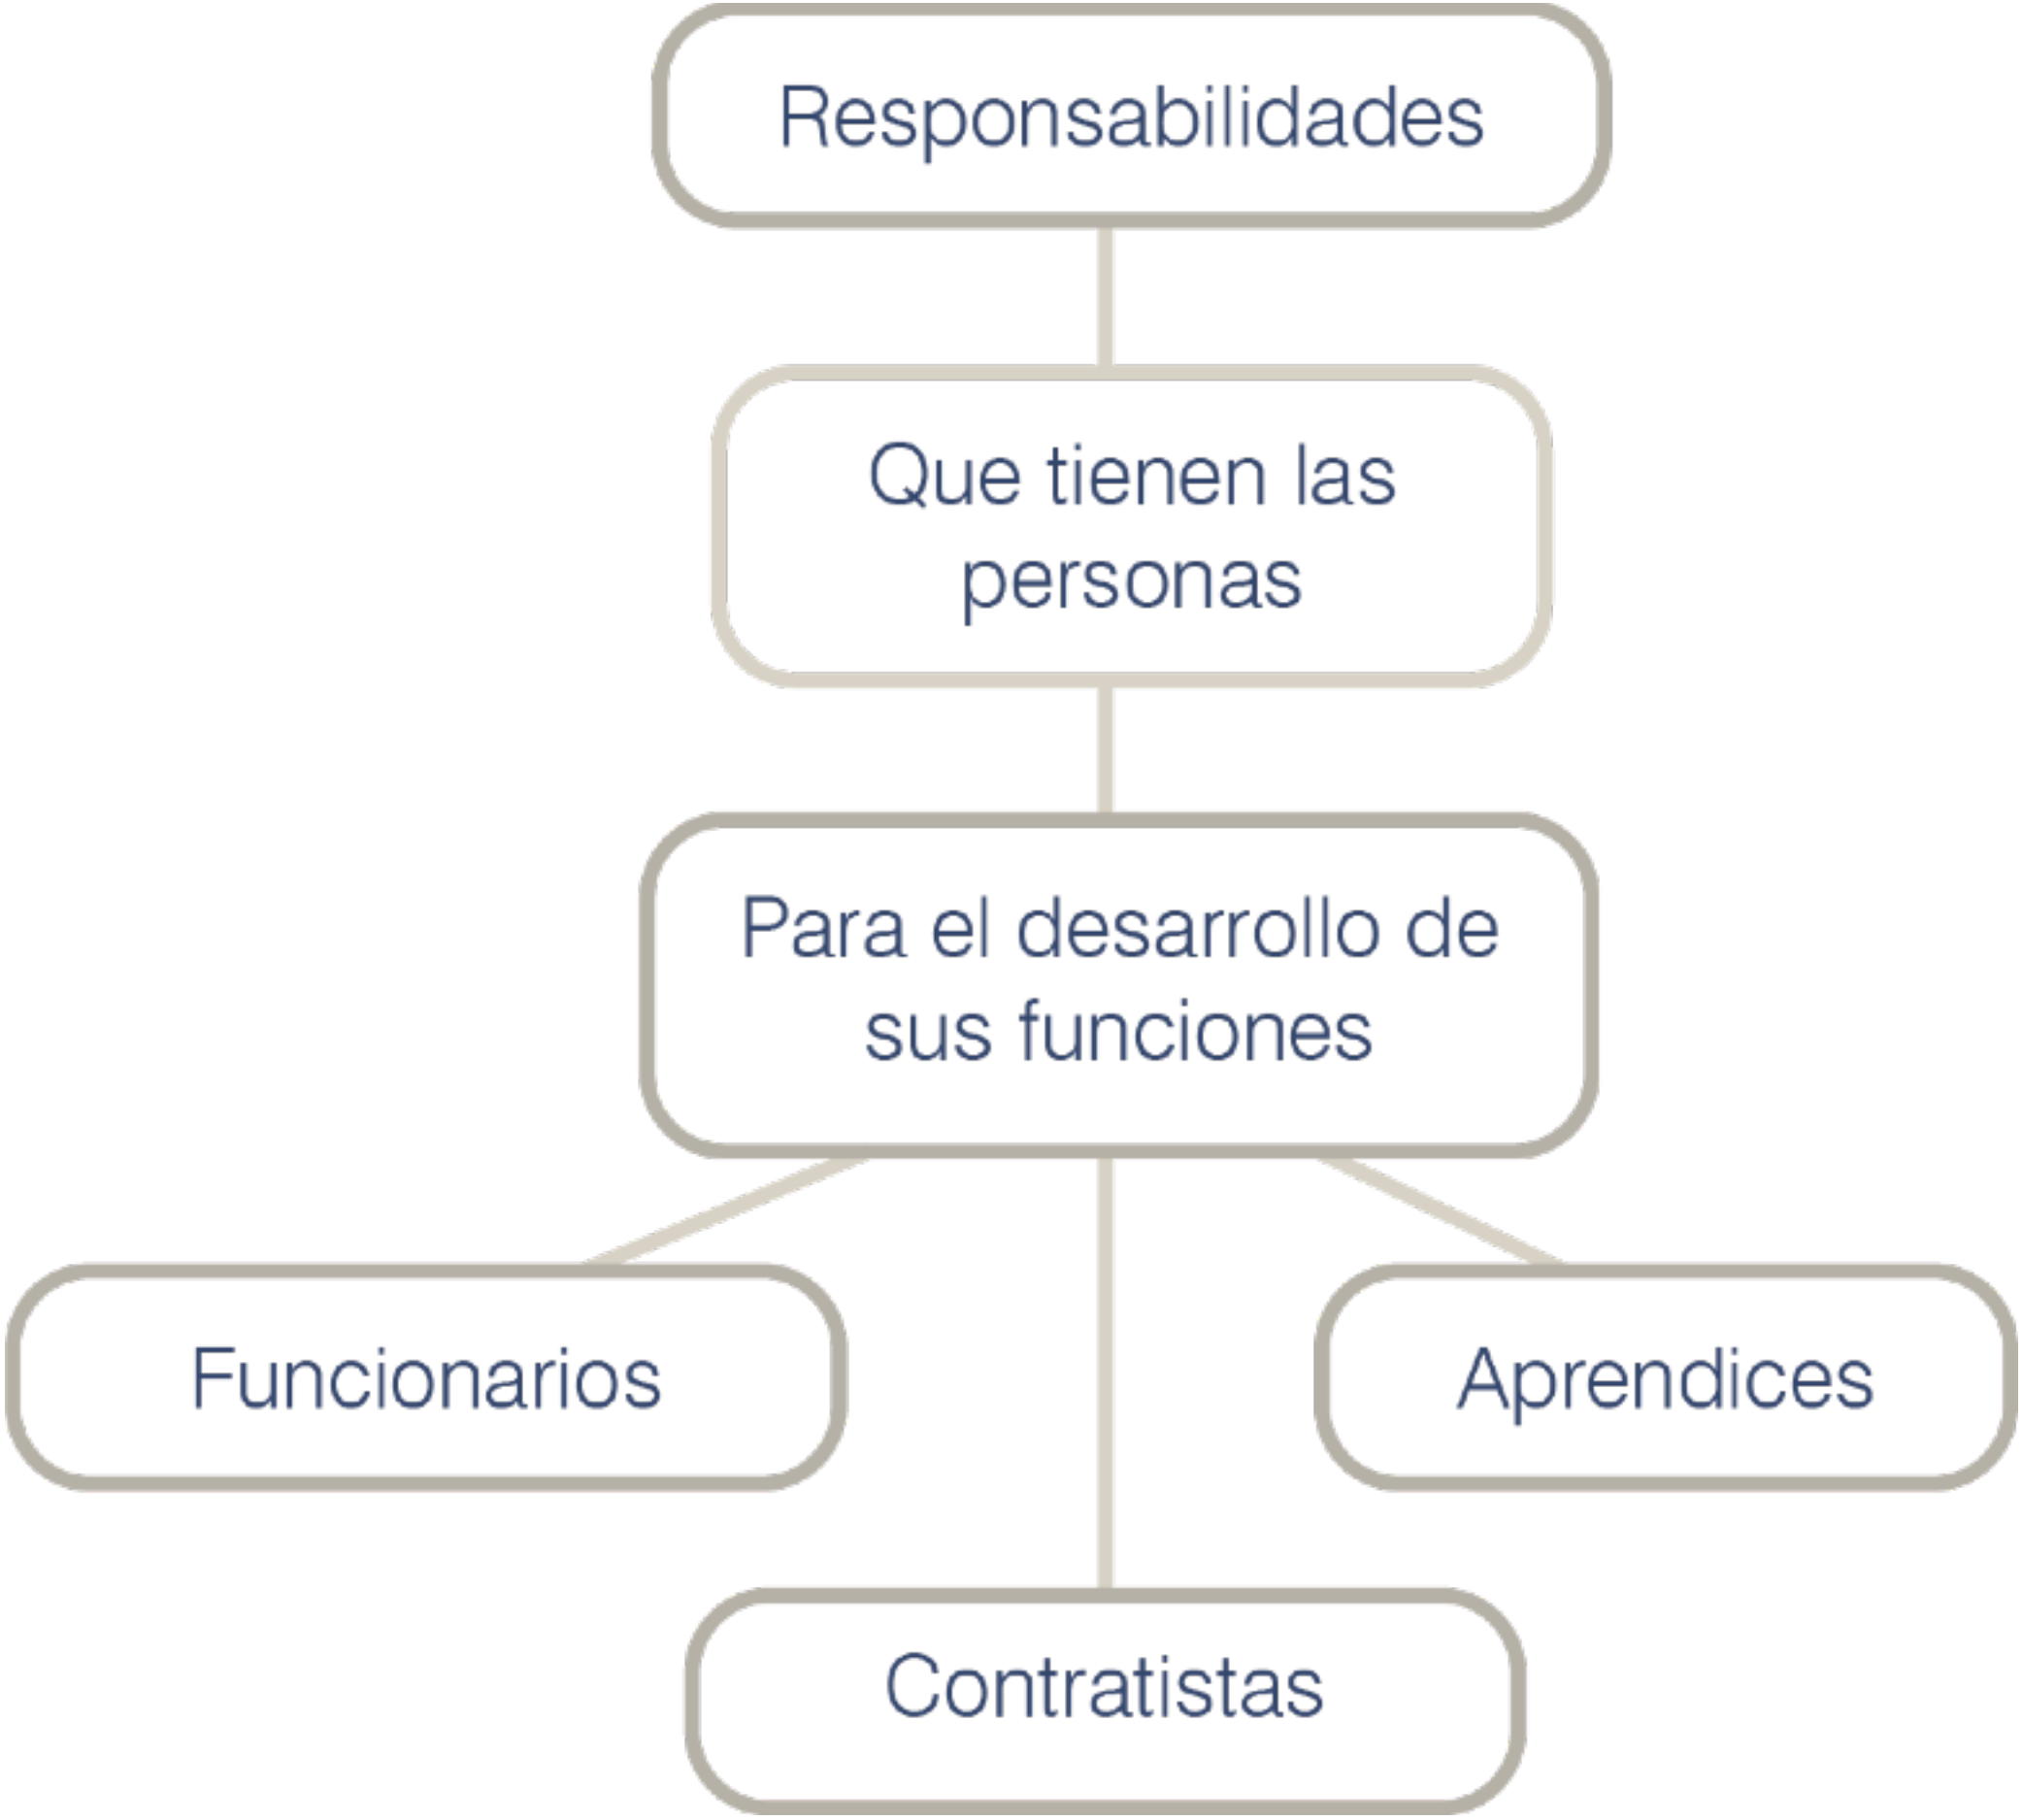 Responsabilidades
Que tienen las
personas
Para el desarrollo de
sus funciones
Funcionarios
Aprendices
Contratistas